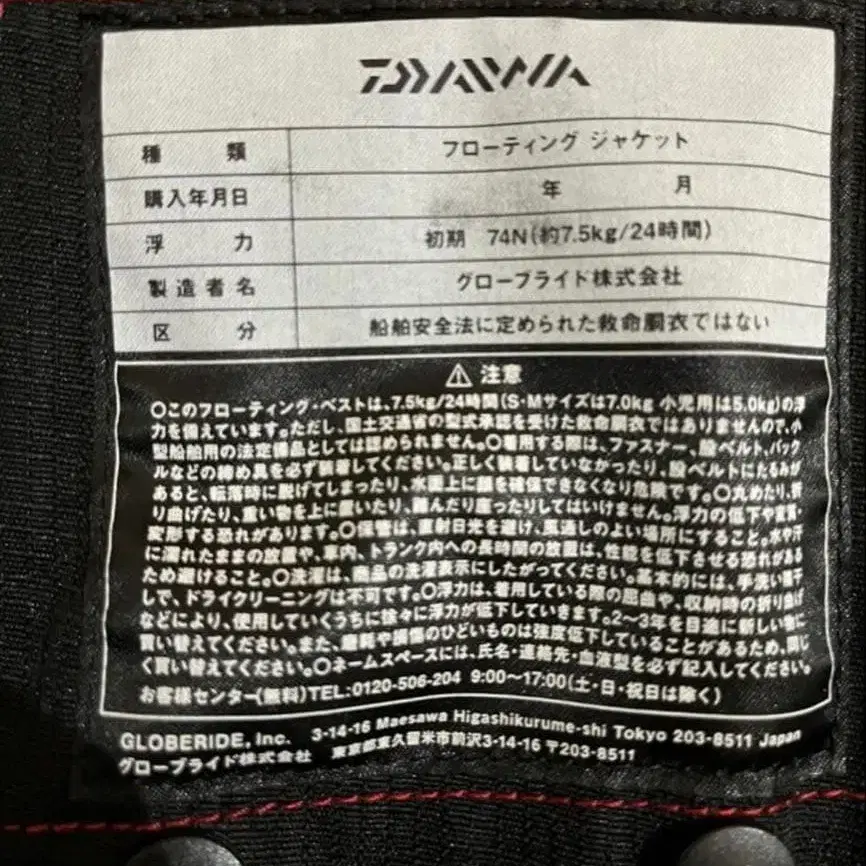 DAIWA
種 類 フローティング ジャケット
購入年月日 年 月
浮 力 初期 74N(約7.5kg/24時間)
製造者名 グローブライド株式会社
区 分 船舶安全法に定められた救命胴衣ではない
⚠ 注意
○このフローティング・ベストは、7.5kg/24時間(S・Mサイズは7.0kg 小児用は5.0kg)の浮
力を備えています。ただし、国土交通省の型式承認を受けた救命胴衣ではありませんので、小
型船舶用の法定備品としては認められません。○着用する際は、ファスナー、股ベルト、バック
ルなどの締め具を必ず装着してください。正しく装着していなかったり、股ベルトにたるみが
あると、転落時に脱げてしまったり、水面上に顔を確保できなくなり危険です。○丸めたり、折
り曲げたり、重い物を上に置いたり、踏んだり座ったりしてはいけません。浮力の低下や変質・
変形する恐れがあります。○保管は、直射日光を避け、風通しのよい場所にすること。水や汗
に濡れたままの放置や、車内、トランク内への長時間の放置は、性能を低下させる恐れがある
ため避けること。○洗濯は、商品の洗濯表示にしたがってください。基本的には、手洗い陰干
しで、ドライクリーニングは不可です。○浮力は、着用している際の屈曲や、収納時の折り曲げ
などにより、使用していくうちに徐々に浮力が低下していきます。2〜3年を目途に新しい物に
買い替えてください。また、磨耗や損傷のひどいものは強度低下していることがあるため、同じ
く買い替えてください。○ネームスペースには、氏名・連絡先・血液型を必ず記入してください。
お客様センター(無料)TEL:0120-506-204 9:00〜17:00(土・日・祝日は除く)
GLOBERIDE, Inc. 3-14-16 Maesawa Higashikurume-shi Tokyo 203-8511 Japan
グローブライド株式会社 東京都東久留米市前沢3-14-16 〒203-8511